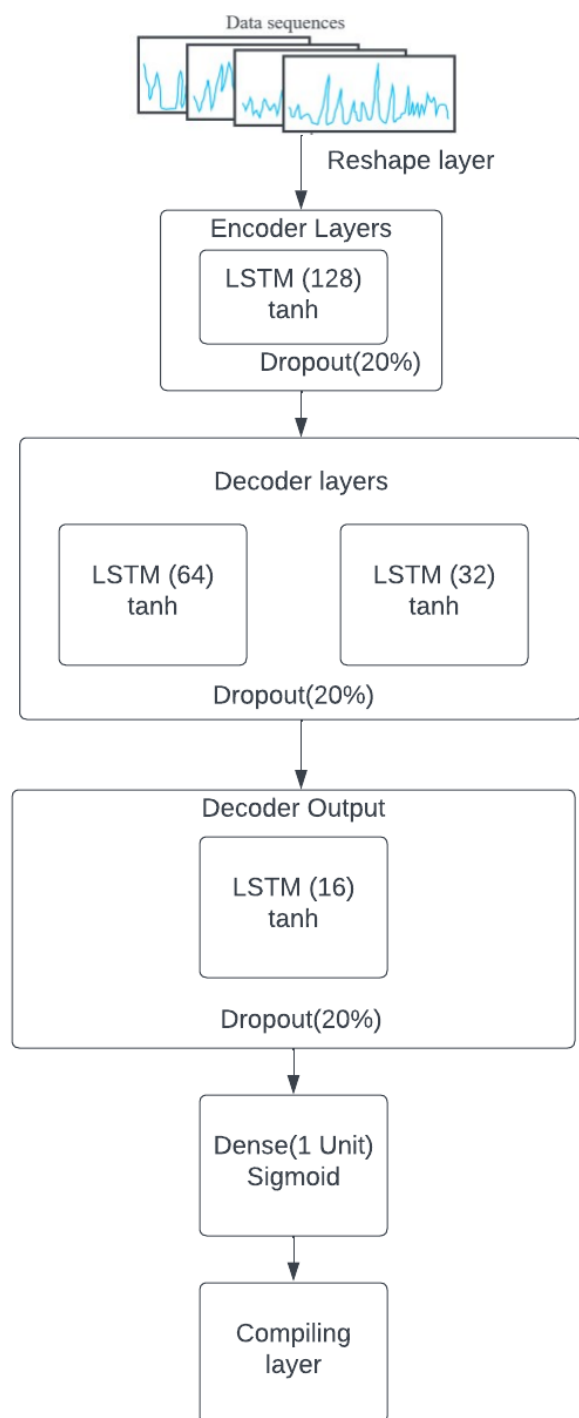 Data sequences
Reshape layer
Encoder Layers
LSTM (128)
tanh
Dropout(20%)
Decoder layers
LSTM (64)
tanh
LSTM (32)
tanh
Dropout(20%)
Decoder Output
LSTM (16)
tanh
Dropout(20%)
Dense(1 Unit)
Sigmoid
Compiling
layer